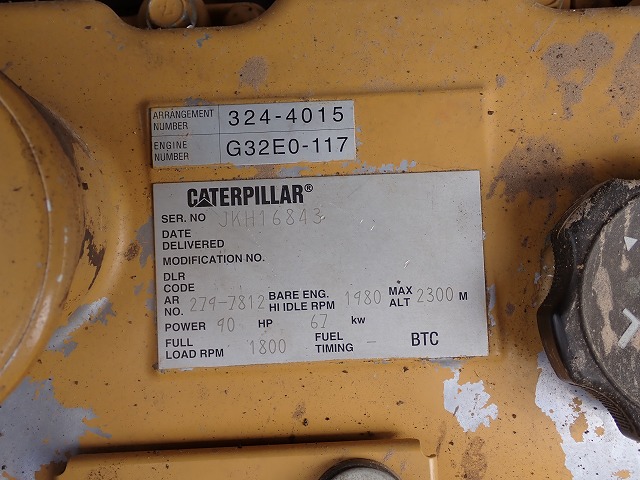 ARRANGEMENT NUMBER 324-4015
ENGINE NUMBER G32E0-117
CATERPILLAR®
SER. NO JKH16843
DATE
DELIVERED
MODIFICATION NO.
DLR
CODE
AR NO. 279-7812 BARE ENG. HI IDLE RPM 1980 MAX ALT 2300 M
POWER 90 HP 67 kw
FULL LOAD RPM 1800 FUEL TIMING – BTC